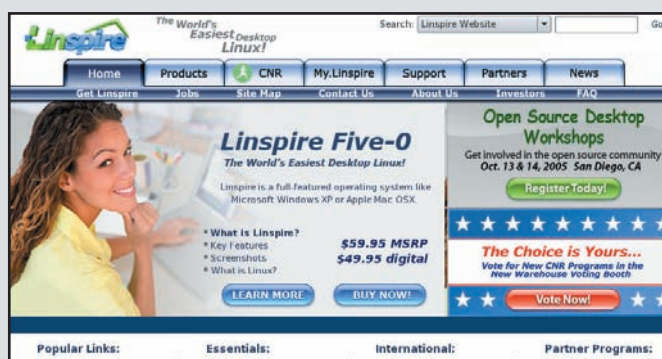 Linspire
The World's
Easiest Desktop
Linux!
Search: Linspire Website
Home Products CNR My.Linspire Support Partners News
Get Linspire Jobs Site Map Contact Us About Us Investors FAQ
Linspire Five-0
The World's Easiest Desktop Linux!
Linspire is a full-featured operating system like
Microsoft Windows XP or Apple Mac OSX.
* What is Linspire?
* Key Features
* Screenshots
* What is Linux?
$59.95 MSRP
$49.95 digital
LEARN MORE BUY NOW!
Open Source Desktop
Workshops
Get involved in the open source community
Oct. 13 & 14, 2005 San Diego, CA
Register Today!
The Choice is Yours...
Vote for New CNR Programs in the
New Warehouse Voting Booth
Vote Now!
Popular Links: Essentials: International: Partner Programs: